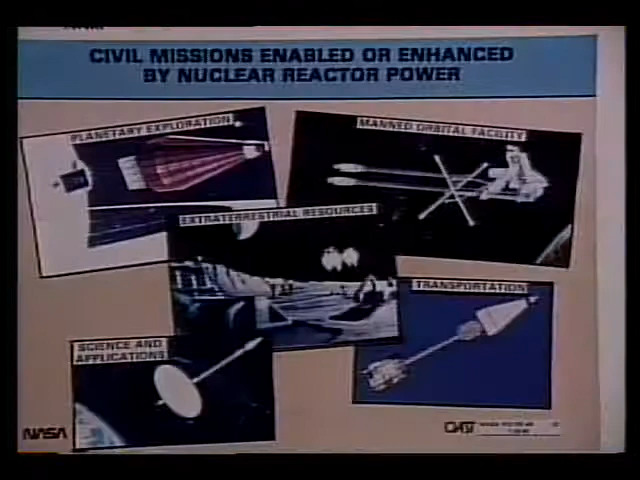 CIVIL MISSIONS ENABLED OR ENHANCED
BY NUCLEAR REACTOR POWER
PLANETARY EXPLORATION
MANNED ORBITAL FACILITY
EXTRATERRESTRIAL RESOURCES
TRANSPORTATION
SCIENCE AND
APPLICATIONS
NASA